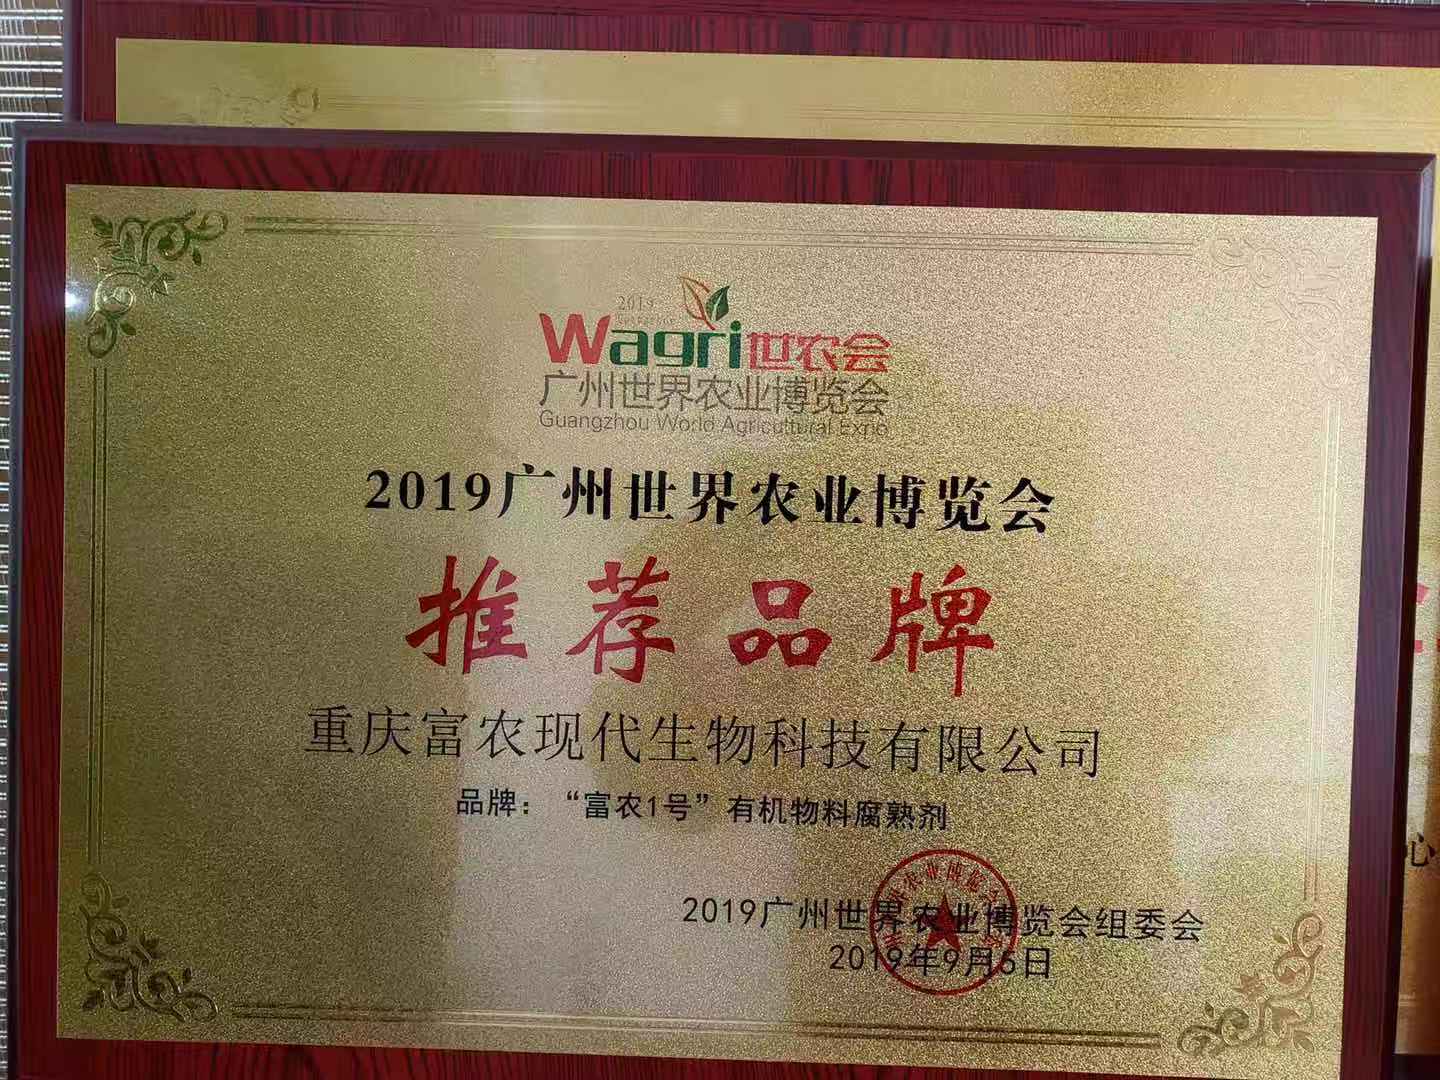 2019
Wagri世农会
广州世界农业博览会
Guangzhou World Agricultural Expo
2019广州世界农业博览会
推荐品牌
重庆富农现代生物科技有限公司
品牌：“富农1号”有机物料腐熟剂
2019广州世界农业博览会组委会
2019年9月6日
心